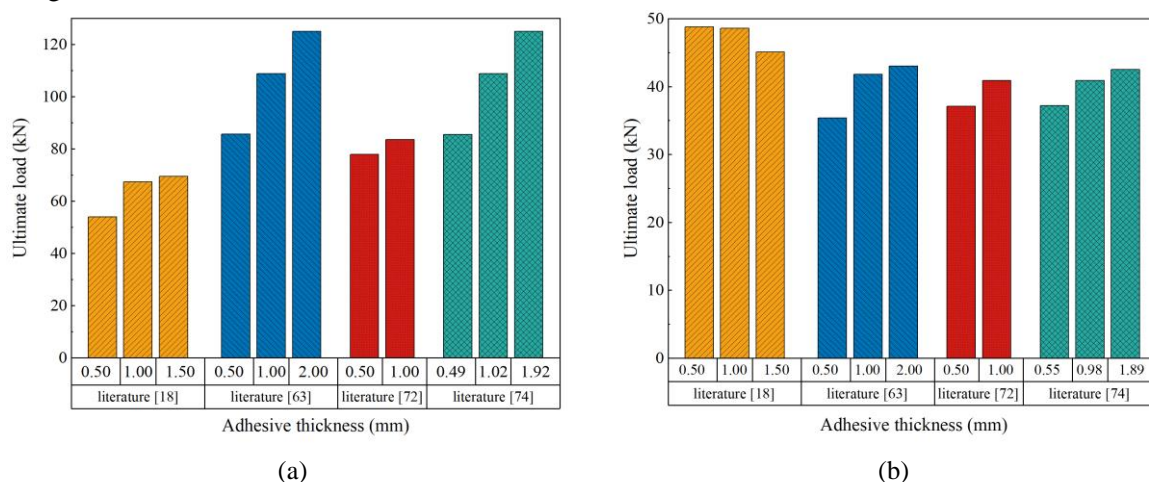 120
100
80
60
40
20
0
Ultimate load (kN)
0.50 1.00 1.50 0.50 1.00 2.00 0.50 1.00 0.49 1.02 1.92
literature [18] literature [63] literature [72] literature [74]
Adhesive thickness (mm)
(a)
50
40
30
20
10
0
Ultimate load (kN)
0.50 1.00 1.50 0.50 1.00 2.00 0.50 1.00 0.55 0.98 1.89
literature [18] literature [63] literature [72] literature [74]
Adhesive thickness (mm)
(b)